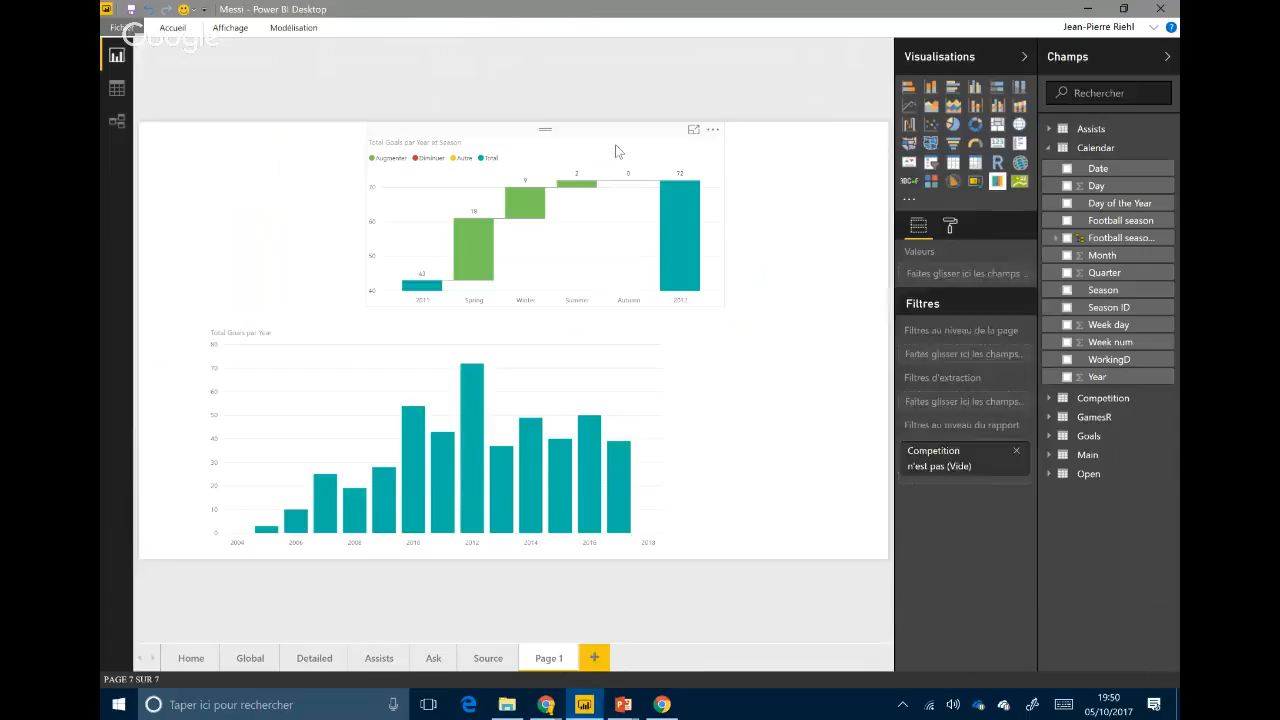 Messi - Power BI Desktop
Fichier Accueil Affichage Modélisation
Jean-Pierre Riehl
Google
Total Goals par Year et Season
Augmenter Diminuer Autre Total
70
60
50
40
43
18
9
2
0
72
2011 Spring Winter Summer Autumn 2012
Total Goals par Year
80
70
60
50
40
30
20
10
0
2004 2006 2008 2010 2012 2014 2016 2018
Visualisations
R
Valeurs
Faites glisser ici les champs ...
Filtres
Filtres au niveau de la page
Faites glisser ici les champs...
Filtres d'extraction
Faites glisser ici les champs...
Filtres au niveau du rapport
Competition
n'est pas (Vide)
Champs
Rechercher
Assists
Calendar
Date
Day
Day of the Year
Football season
Football seaso...
Month
Quarter
Season
Season ID
Week day
Week num
WorkingD
Year
Competition
GamesR
Goals
Main
Open
Home Global Detailed Assists Ask Source Page 1
PAGE 7 SUR 7
Taper ici pour rechercher
19:50
05/10/2017